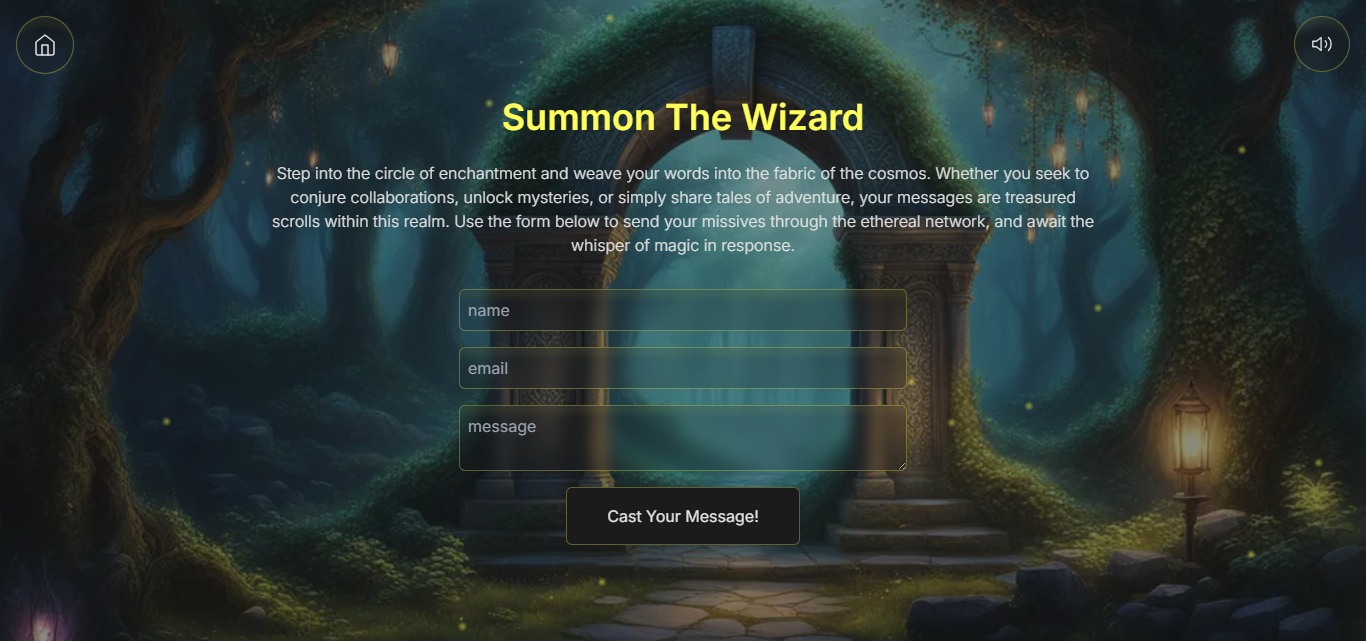 Summon The Wizard
Step into the circle of enchantment and weave your words into the fabric of the cosmos. Whether you seek to
conjure collaborations, unlock mysteries, or simply share tales of adventure, your messages are treasured
scrolls within this realm. Use the form below to send your missives through the ethereal network, and await the
whisper of magic in response.
name
email
message
Cast Your Message!